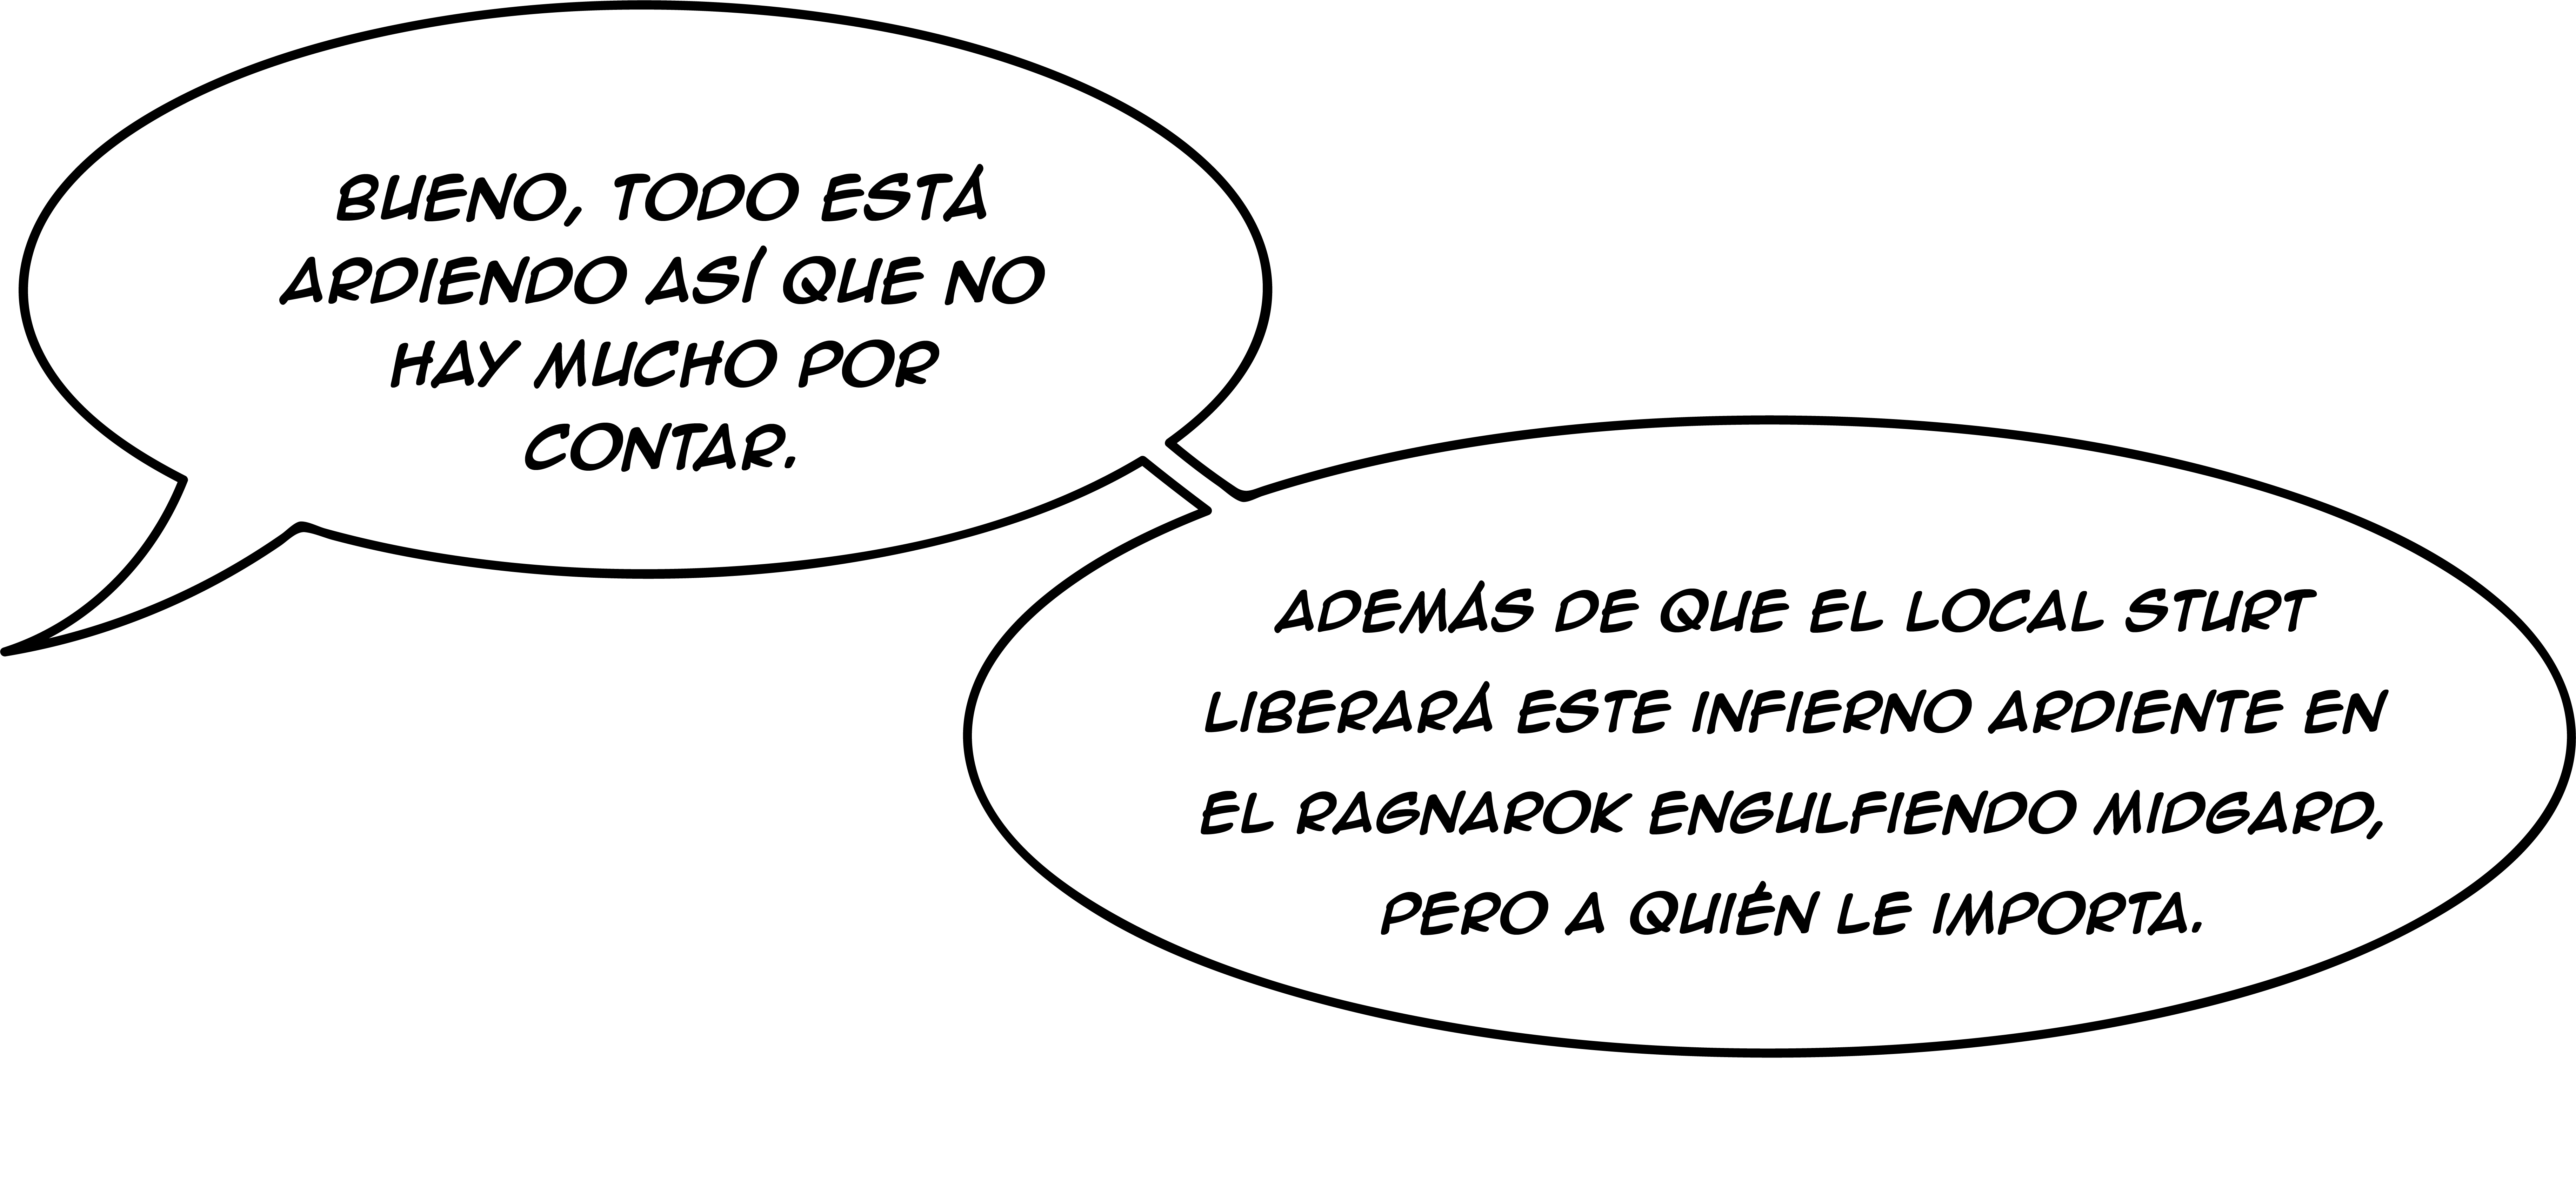 BUENO, TODO ESTÁ
ARDIENDO ASÍ QUE NO
HAY MUCHO POR
CONTAR.
ADEMÁS DE QUE EL LOCAL STURT
LIBERARÁ ESTE INFIERNO ARDIENTE EN
EL RAGNAROK ENGULFIENDO MIDGARD,
PERO A QUIÉN LE IMPORTA.